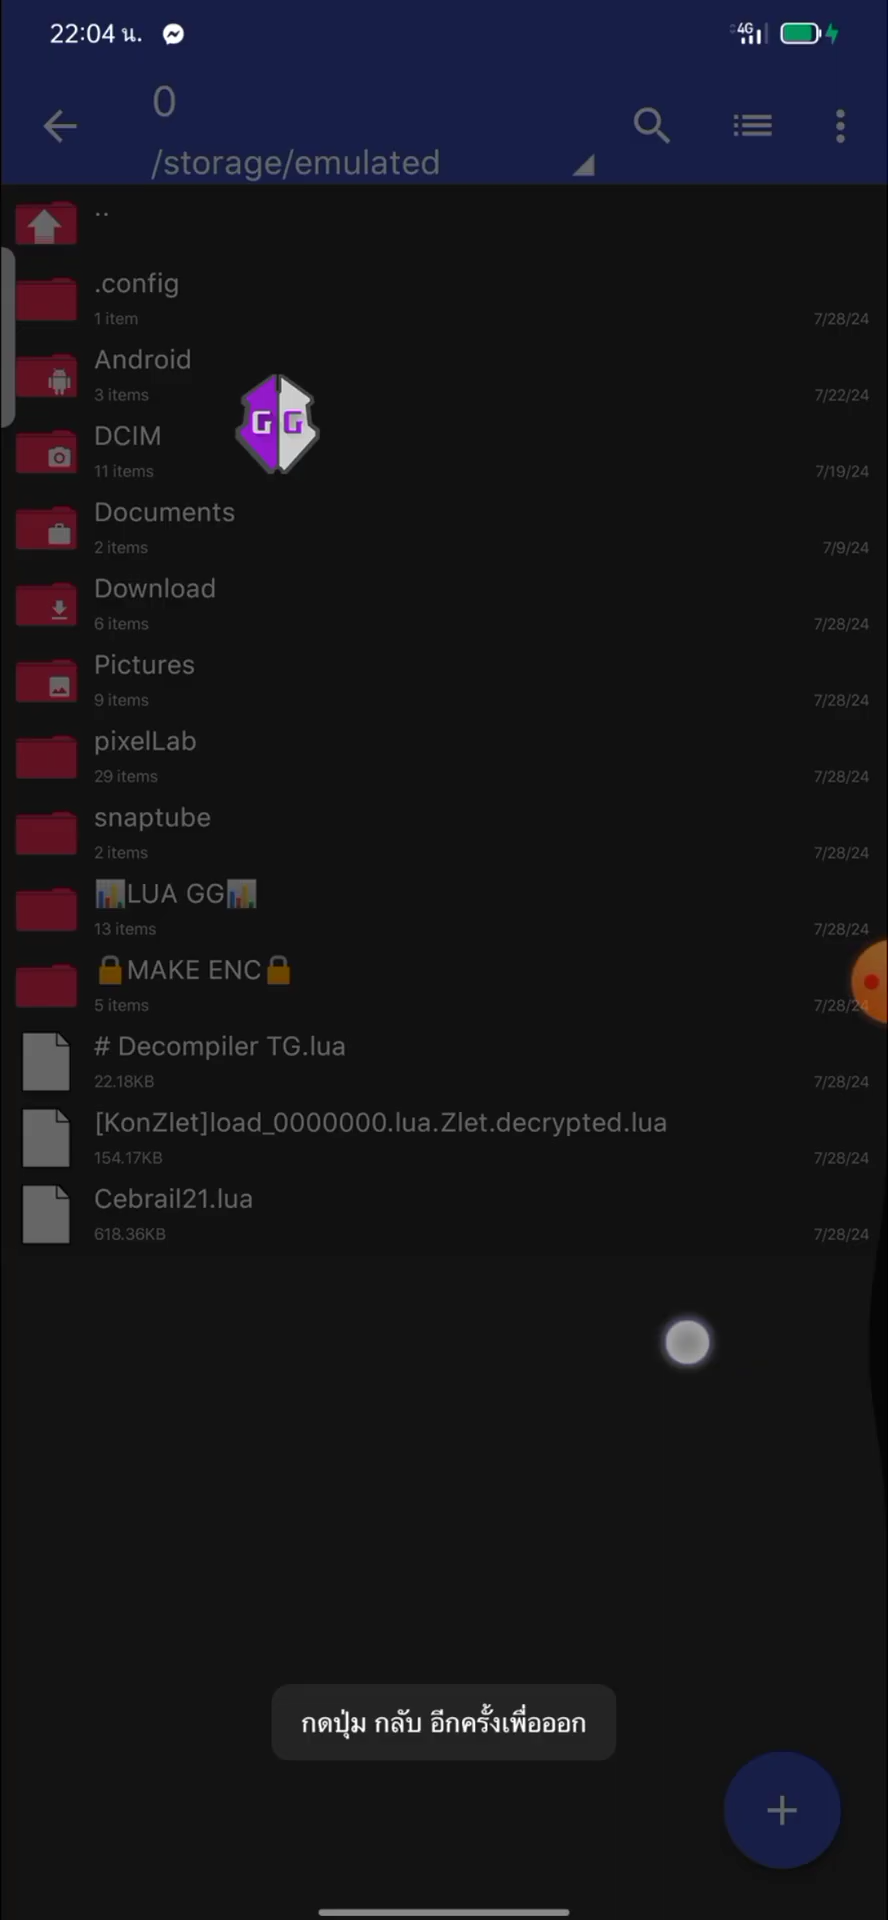 22:04 น.
4G
0
/storage/emulated
..
.config
1 item
7/28/24
Android
3 items
7/22/24
G G
DCIM
11 items
7/19/24
Documents
2 items
7/9/24
Download
6 items
7/28/24
Pictures
9 items
7/28/24
pixelLab
29 items
7/28/24
snaptube
2 items
7/28/24
📊LUA GG📊
13 items
7/28/24
🔒MAKE ENC🔒
5 items
7/28/24
# Decompiler TG.lua
22.18KB
7/28/24
[KonZlet]load_0000000.lua.Zlet.decrypted.lua
154.17KB
7/28/24
Cebrail21.lua
618.36KB
7/28/24
กดปุ่ม กลับ อีกครั้งเพื่อออก